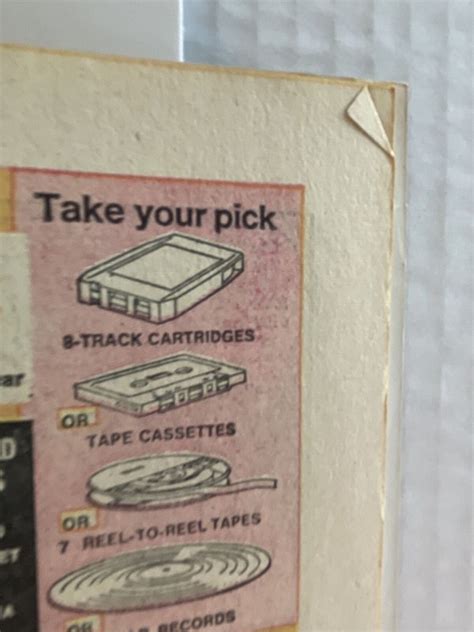 Take your pick
8-TRACK CARTRIDGES
OR
TAPE CASSETTES
OR
7 REEL-TO-REEL TAPES
OR
RECORDS